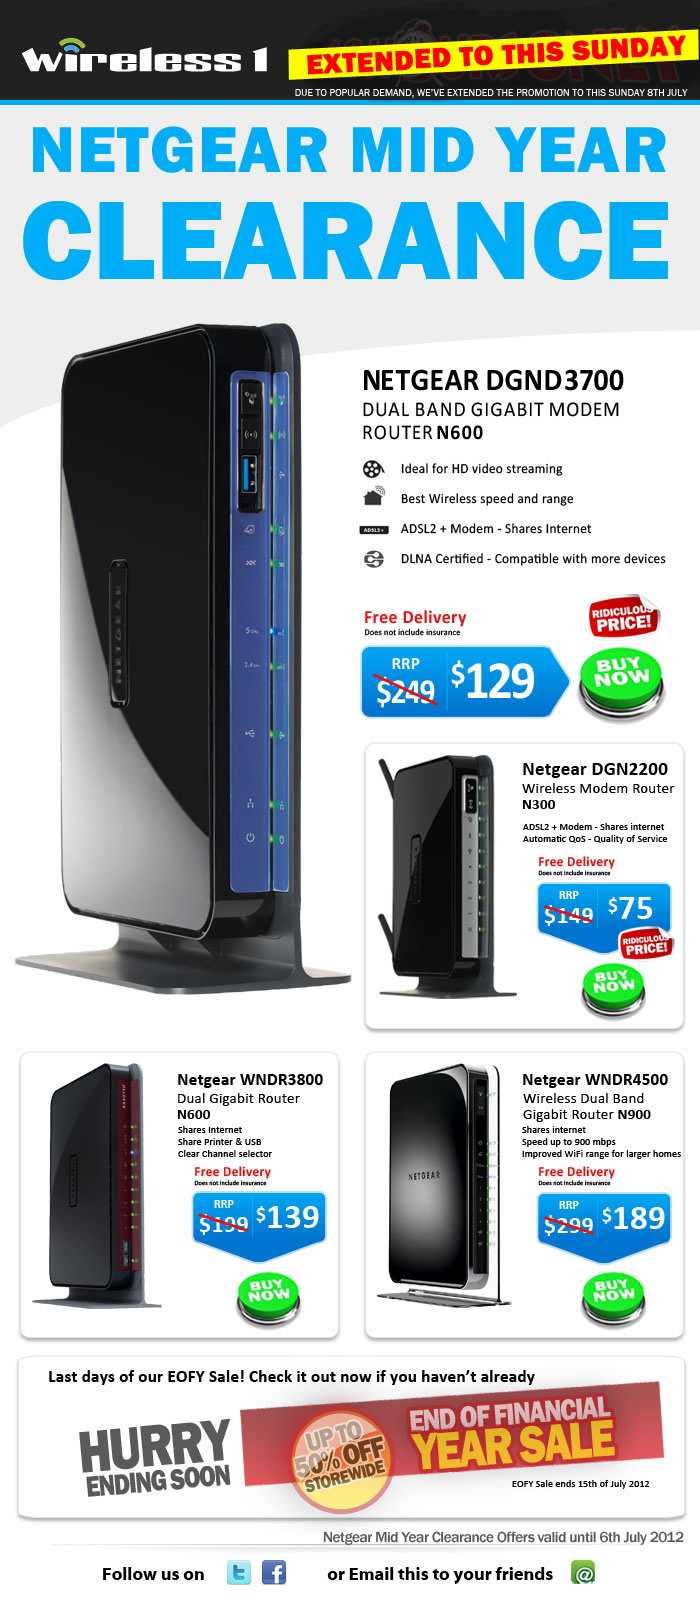 wireless 1
EXTENDED TO THIS SUNDAY
DUE TO POPULAR DEMAND, WE'VE EXTENDED THE PROMOTION TO THIS SUNDAY 8TH JULY
NETGEAR MID YEAR
CLEARANCE
NETGEAR DGND3700
DUAL BAND GIGABIT MODEM
ROUTER N600
Ideal for HD video streaming
Best Wireless speed and range
ADSL2+
ADSL2 + Modem - Shares Internet
DLNA Certified - Compatible with more devices
Free Delivery
Does not include insurance
RIDICULOUS
PRICE!
RRP
$249
$129
BUY
NOW
NETGEAR
5 GHz
2.4 GHz
Netgear DGN2200
Wireless Modem Router
N300
ADSL2 + Modem - Shares internet
Automatic QoS - Quality of Service
Free Delivery
Does not include insurance
RRP
$149
$75
RIDICULOUS
PRICE!
BUY
NOW
Netgear WNDR3800
Dual Gigabit Router
N600
Shares Internet
Share Printer & USB
Clear Channel selector
Free Delivery
Does not include insurance
RRP
$199
$139
BUY
NOW
Netgear WNDR4500
Wireless Dual Band
Gigabit Router N900
Shares internet
Speed up to 900 mbps
Improved WiFi range for larger homes
Free Delivery
Does not include insurance
RRP
$299
$189
BUY
NOW
NETGEAR
Last days of our EOFY Sale! Check it out now if you haven't already
HURRY
ENDING SOON
UP TO
50% OFF
STOREWIDE
END OF FINANCIAL
YEAR SALE
EOFY Sale ends 15th of July 2012
Netgear Mid Year Clearance Offers valid until 6th July 2012
Follow us on
or Email this to your friends